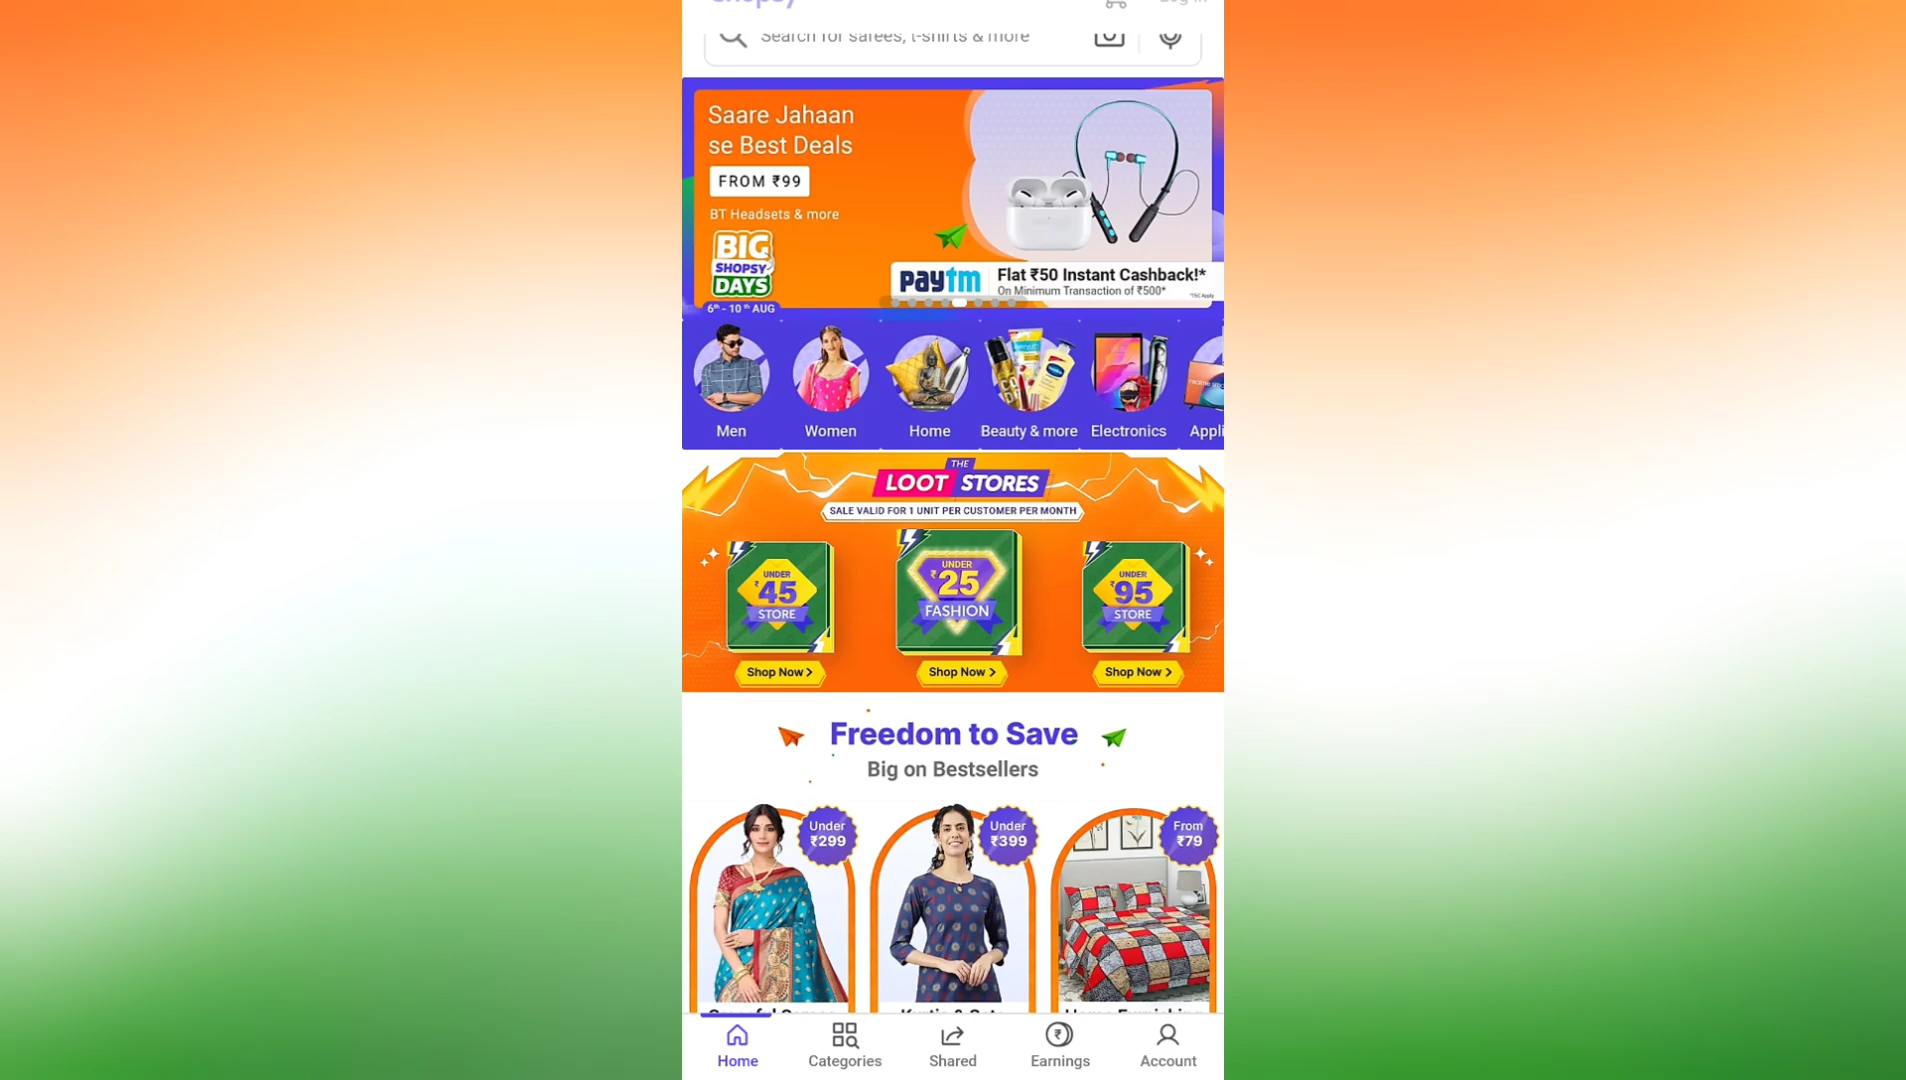 Shopsy
Log in
Search for sarees, t-shirts & more
Saare Jahaan
se Best Deals
FROM ₹99
BT Headsets & more
BIG
SHOPSY
DAYS
6th - 10th AUG
paytm
Flat ₹50 Instant Cashback!*
On Minimum Transaction of ₹500*
*T&C Apply
Men
Women
Home
Beauty & more
Electronics
Appli
THE
LOOT STORES
SALE VALID FOR 1 UNIT PER CUSTOMER PER MONTH
UNDER
₹45
STORE
Shop Now >
UNDER
₹25
FASHION
Shop Now >
UNDER
₹95
STORE
Shop Now >
Freedom to Save
Big on Bestsellers
Under
₹299
Under
₹399
From
₹79
Home
Categories
Shared
Earnings
Account